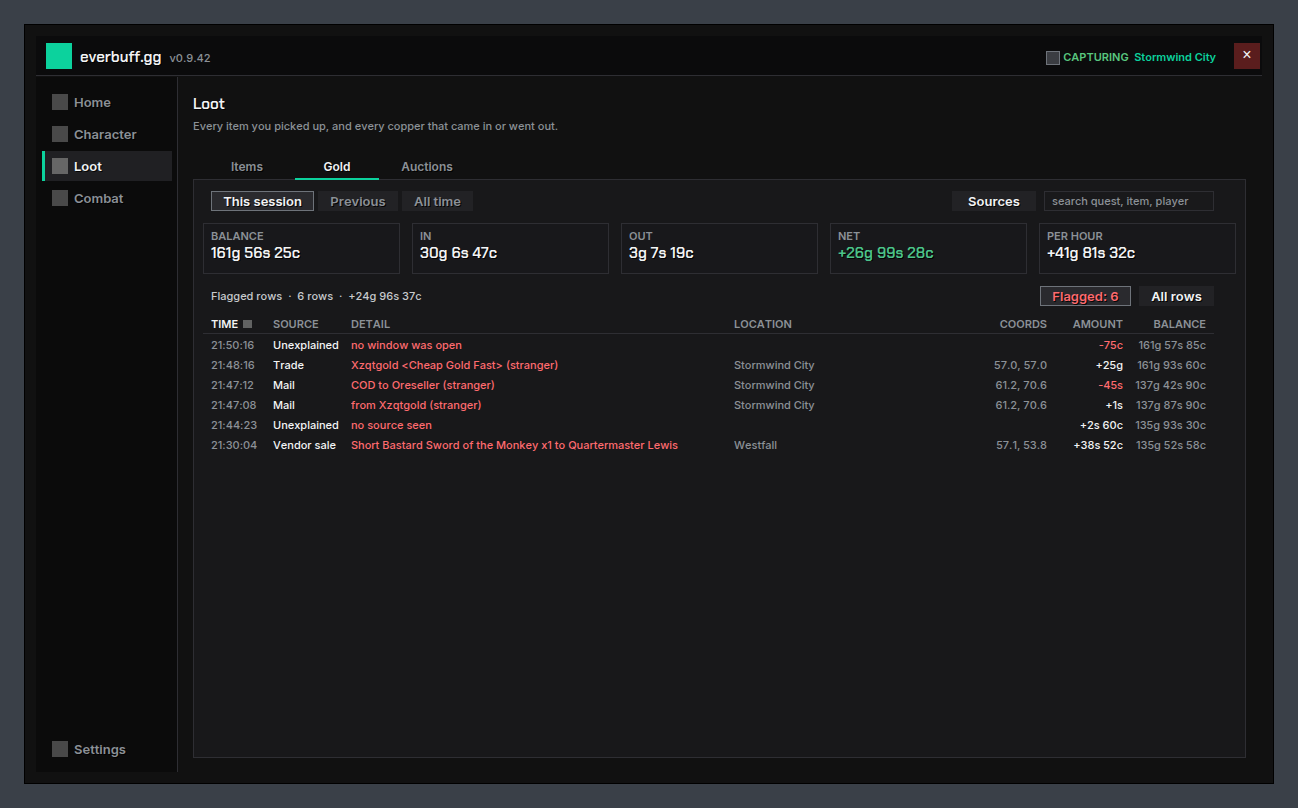 everbuff.gg v0.9.42 CAPTURING Stormwind City ×
Home
Character
Loot
Combat
Settings
Loot
Every item you picked up, and every copper that came in or went out.
Items Gold Auctions
This session Previous All time Sources search quest, item, player
BALANCE IN OUT NET PER HOUR
161g 56s 25c 30g 6s 47c 3g 7s 19c +26g 99s 28c +41g 81s 32c
Flagged rows · 6 rows · +24g 96s 37c Flagged: 6 All rows
TIME SOURCE DETAIL LOCATION COORDS AMOUNT BALANCE
21:50:16 Unexplained no window was open -75c 161g 57s 85c
21:48:16 Trade Xzqtgold <Cheap Gold Fast> (stranger) Stormwind City 57.0, 57.0 +25g 161g 93s 60c
21:47:12 Mail COD to Oreseller (stranger) Stormwind City 61.2, 70.6 -45s 137g 42s 90c
21:47:08 Mail from Xzqtgold (stranger) Stormwind City 61.2, 70.6 +1s 137g 87s 90c
21:44:23 Unexplained no source seen +2s 60c 135g 93s 30c
21:30:04 Vendor sale Short Bastard Sword of the Monkey x1 to Quartermaster Lewis Westfall 57.1, 53.8 +38s 52c 135g 52s 58c